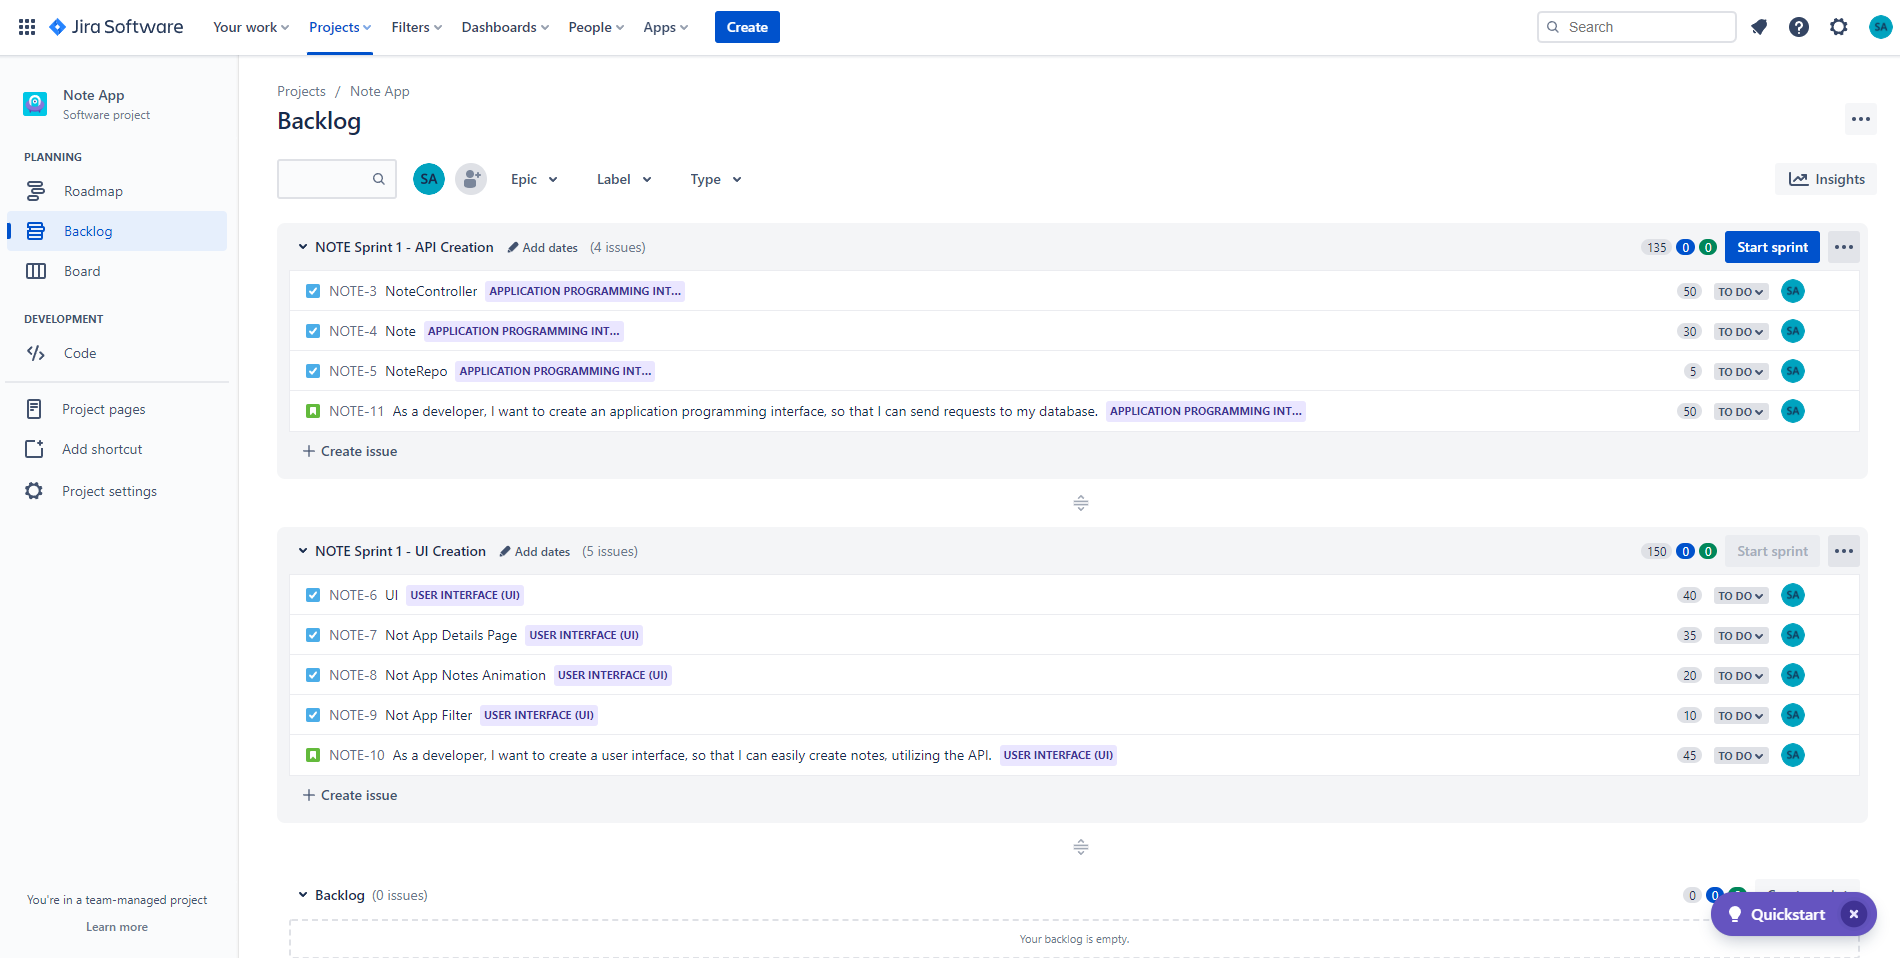 Jira Software Your work Projects Filters Dashboards People Apps Create Search SA
Note App
Software project
PLANNING
Roadmap
Backlog
Board
DEVELOPMENT
Code
Project pages
Add shortcut
Project settings
You're in a team-managed project
Learn more
Projects / Note App
Backlog
SA Epic Label Type Insights
NOTE Sprint 1 - API Creation Add dates (4 issues) 135 0 0 Start sprint
NOTE-3 NoteController APPLICATION PROGRAMMING INT... 50 TO DO SA
NOTE-4 Note APPLICATION PROGRAMMING INT... 30 TO DO SA
NOTE-5 NoteRepo APPLICATION PROGRAMMING INT... 5 TO DO SA
NOTE-11 As a developer, I want to create an application programming interface, so that I can send requests to my database. APPLICATION PROGRAMMING INT... 50 TO DO SA
+ Create issue
NOTE Sprint 1 - UI Creation Add dates (5 issues) 150 0 0 Start sprint
NOTE-6 UI USER INTERFACE (UI) 40 TO DO SA
NOTE-7 Not App Details Page USER INTERFACE (UI) 35 TO DO SA
NOTE-8 Not App Notes Animation USER INTERFACE (UI) 20 TO DO SA
NOTE-9 Not App Filter USER INTERFACE (UI) 10 TO DO SA
NOTE-10 As a developer, I want to create a user interface, so that I can easily create notes, utilizing the API. USER INTERFACE (UI) 45 TO DO SA
+ Create issue
Backlog (0 issues) 0 0
Quickstart
Your backlog is empty.